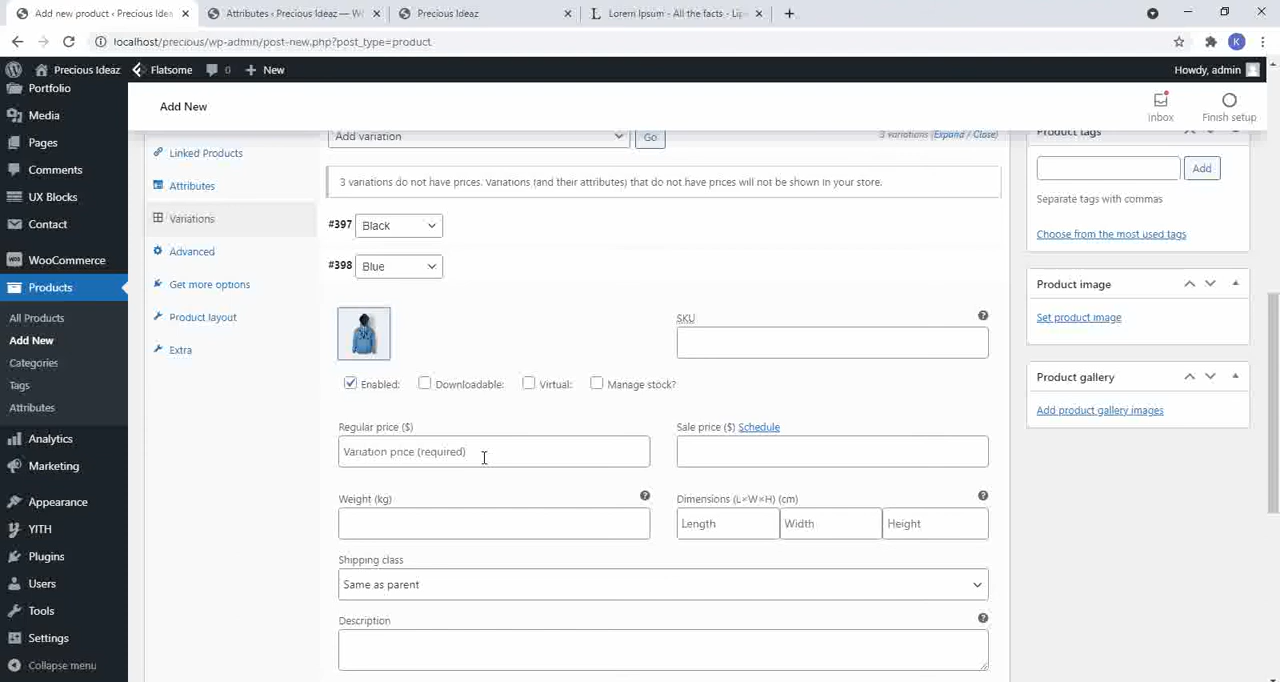 Add new product ‹ Precious Idea
Attributes ‹ Precious Ideaz — W
Precious Ideaz
Lorem Ipsum - All the facts - Lip
localhost/precious/wp-admin/post-new.php?post_type=product
K
Precious Ideaz
Flatsome
0
New
Howdy, admin
Portfolio
Media
Pages
Comments
UX Blocks
Contact
WooCommerce
Products
All Products
Add New
Categories
Tags
Attributes
Analytics
Marketing
Appearance
YITH
Plugins
Users
Tools
Settings
Collapse menu
Add New
Inbox
Finish setup
Linked Products
Attributes
Variations
Advanced
Get more options
Product layout
Extra
Add variation
Go
3 variations (Expand / Close)
3 variations do not have prices. Variations (and their attributes) that do not have prices will not be shown in your store.
#397 Black
#398 Blue
SKU
Enabled: Downloadable: Virtual: Manage stock?
Regular price ($)
Sale price ($) Schedule
Variation price (required)
Weight (kg)
Dimensions (L×W×H) (cm)
Length Width Height
Shipping class
Same as parent
Description
Product tags
Add
Separate tags with commas
Choose from the most used tags
Product image
Set product image
Product gallery
Add product gallery images